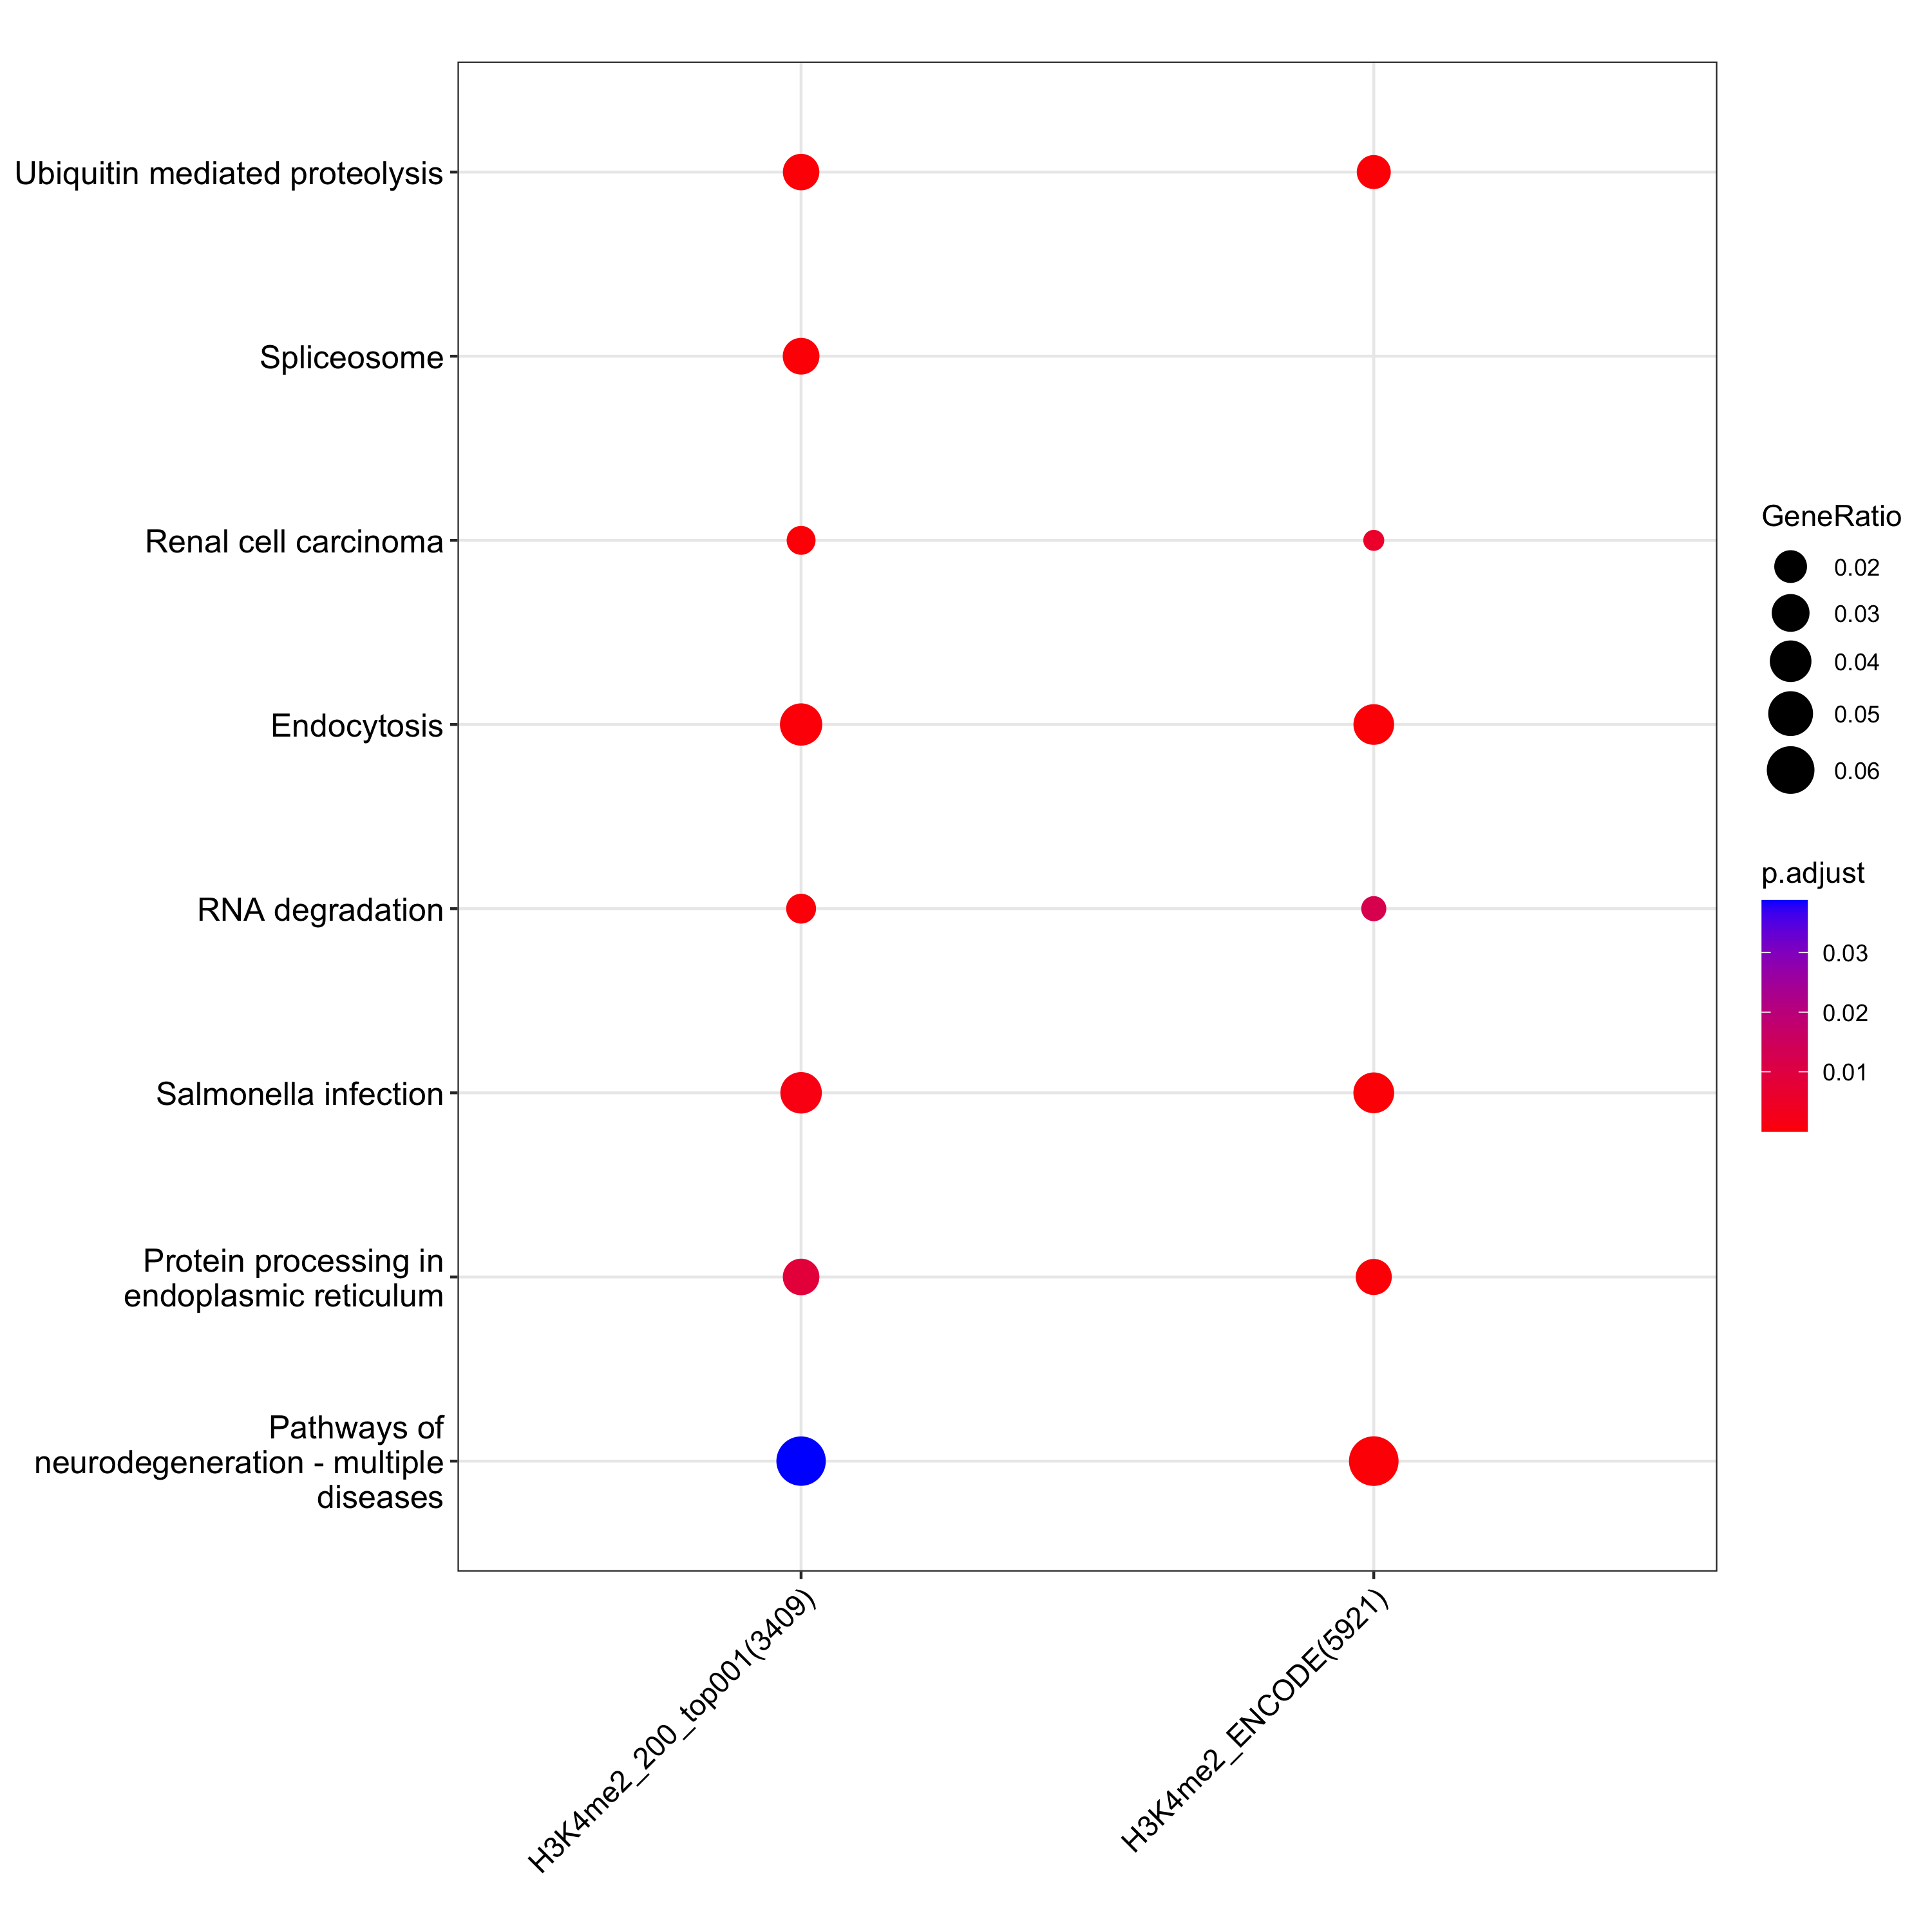 Ubiquitin mediated proteolysis
Spliceosome
Renal cell carcinoma
Endocytosis
RNA degradation
Salmonella infection
Protein processing in
endoplasmic reticulum
Pathways of
neurodegeneration - multiple
diseases
H3K4me2_200_top001(3409)
H3K4me2_ENCODE(5921)
GeneRatio
0.02
0.03
0.04
0.05
0.06
p.adjust
0.03
0.02
0.01